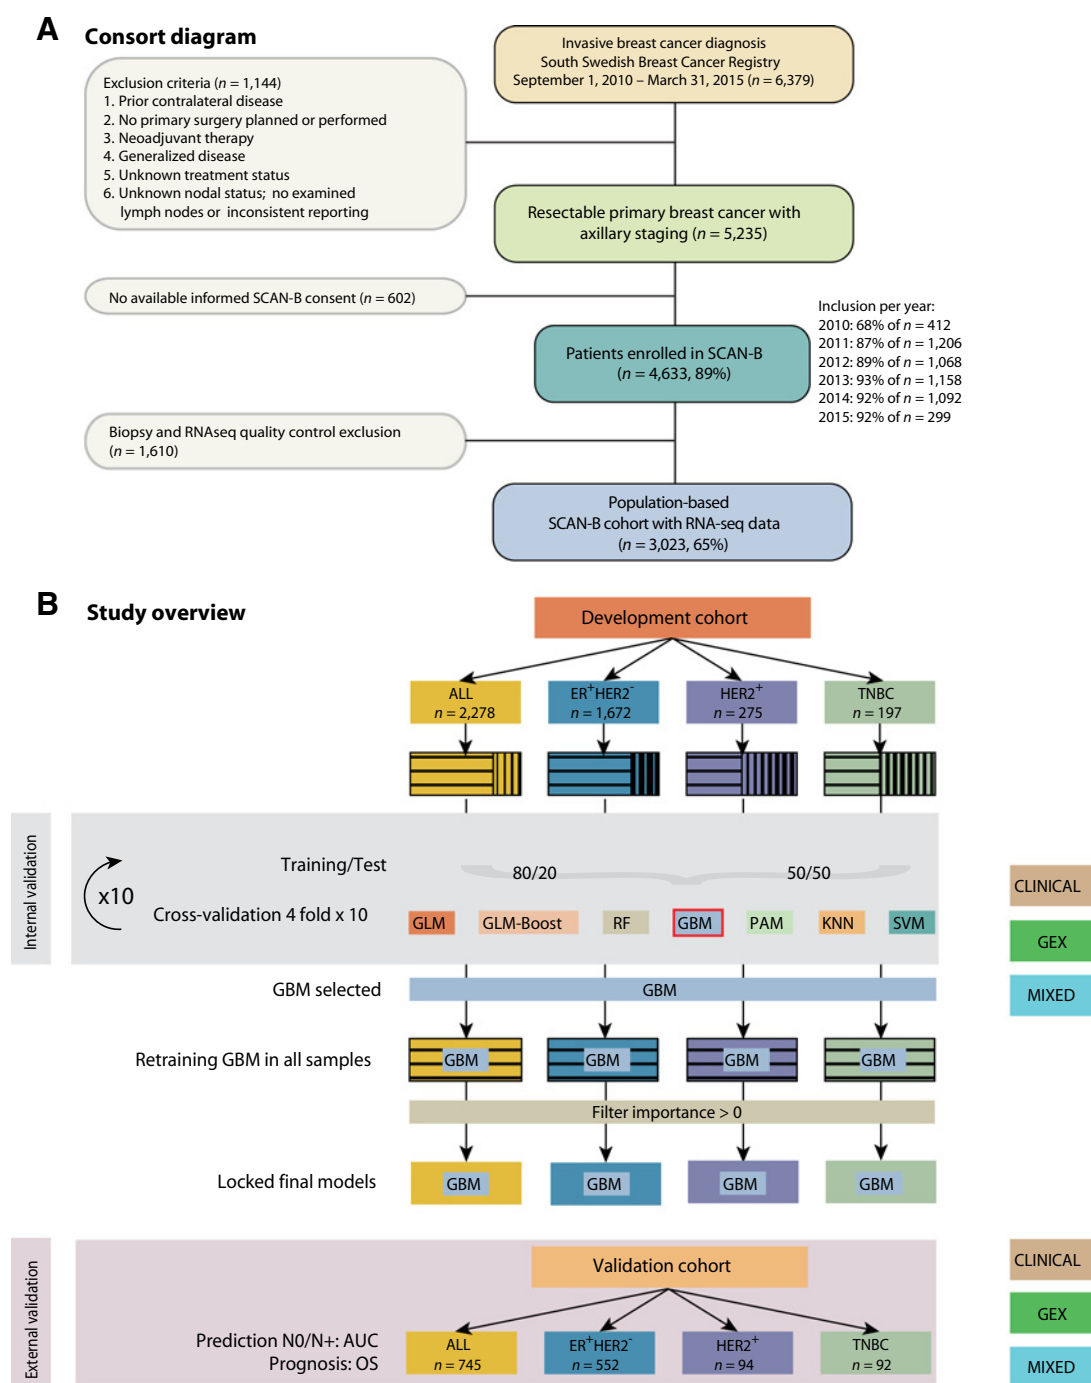 A
Consort diagram
Invasive breast cancer diagnosis
South Swedish Breast Cancer Registry
September 1, 2010 – March 31, 2015 (n = 6,379)
Exclusion criteria (n = 1,144)
1. Prior contralateral disease
2. No primary surgery planned or performed
3. Neoadjuvant therapy
4. Generalized disease
5. Unknown treatment status
6. Unknown nodal status; no examined
lymph nodes or inconsistent reporting
Resectable primary breast cancer with
axillary staging (n = 5,235)
No available informed SCAN-B consent (n = 602)
Patients enrolled in SCAN-B
(n = 4,633, 89%)
Inclusion per year:
2010: 68% of n = 412
2011: 87% of n = 1,206
2012: 89% of n = 1,068
2013: 93% of n = 1,158
2014: 92% of n = 1,092
2015: 92% of n = 299
Biopsy and RNAseq quality control exclusion
(n = 1,610)
Population-based
SCAN-B cohort with RNA-seq data
(n = 3,023, 65%)
B
Study overview
Development cohort
ALL
n = 2,278
ER+HER2-
n = 1,672
HER2+
n = 275
TNBC
n = 197
Internal validation
x10
Training/Test
80/20
50/50
Cross-validation 4 fold x 10
GLM
GLM-Boost
RF
GBM
PAM
KNN
SVM
CLINICAL
GEX
MIXED
GBM selected
GBM
Retraining GBM in all samples
GBM
GBM
GBM
GBM
Filter importance > 0
Locked final models
GBM
GBM
GBM
GBM
External validation
Validation cohort
Prediction N0/N+: AUC
Prognosis: OS
ALL
n = 745
ER+HER2-
n = 552
HER2+
n = 94
TNBC
n = 92
CLINICAL
GEX
MIXED